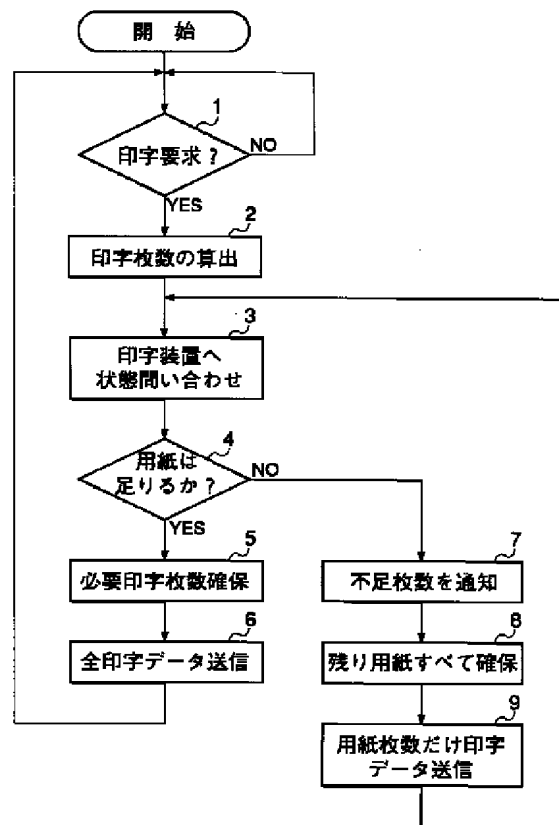 開 始
1
印字要求？
NO
YES
2
印字枚数の算出
3
印字装置へ
状態問い合わせ
4
用紙は
足りるか？
NO
YES
5
必要印字枚数確保
6
全印字データ送信
7
不足枚数を通知
8
残り用紙すべて確保
9
用紙枚数だけ印字
データ送信